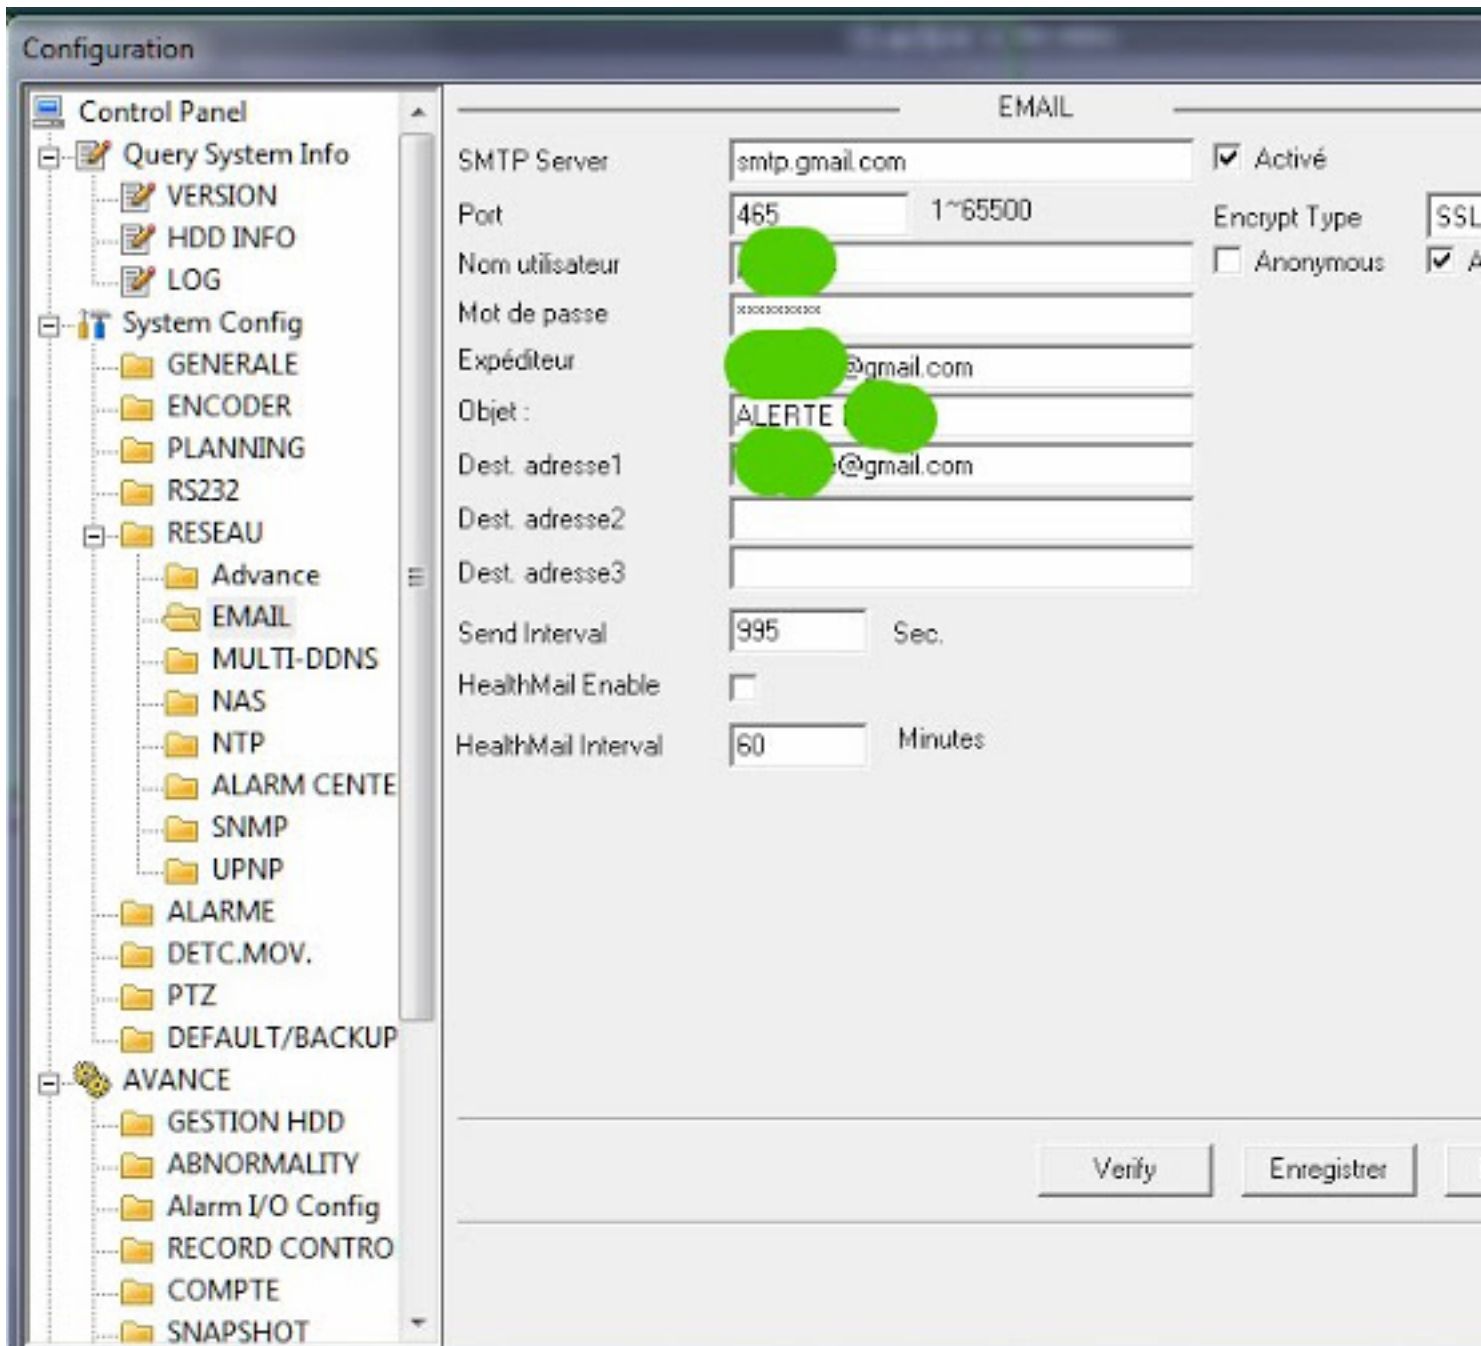 Configuration
Control Panel
Query System Info
VERSION
HDD INFO
LOG
System Config
GENERALE
ENCODER
PLANNING
RS232
RESEAU
Advance
EMAIL
MULTI-DDNS
NAS
NTP
ALARM CENTE
SNMP
UPNP
ALARME
DETC.MOV.
PTZ
DEFAULT/BACKUP
AVANCE
GESTION HDD
ABNORMALITY
Alarm I/O Config
RECORD CONTRO
COMPTE
SNAPSHOT
EMAIL
SMTP Server smtp.gmail.com Activé
Port 465 1~65500 Encrypt Type SSL
Nom utilisateur Anonymous A
Mot de passe xxxxxxxxx
Expéditeur @gmail.com
Objet : ALERTE
Dest. adresse1 @gmail.com
Dest. adresse2
Dest. adresse3
Send Interval 995 Sec.
HealthMail Enable
HealthMail Interval 60 Minutes
Verify Enregistrer